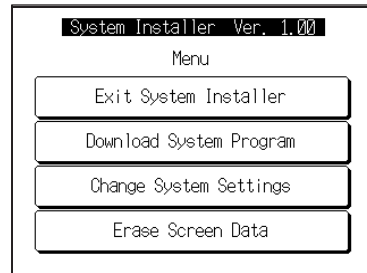 System Installer Ver. 1.00
Menu
Exit System Installer
Download System Program
Change System Settings
Erase Screen Data